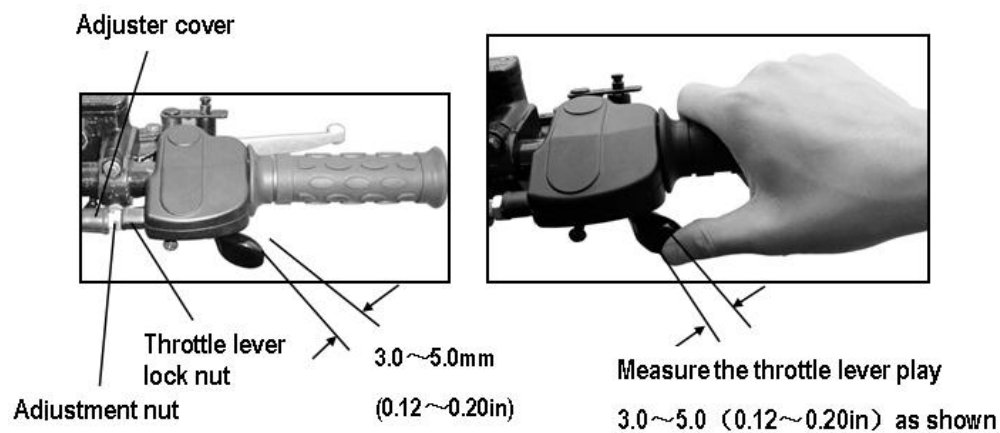 Adjuster cover
Throttle lever
lock nut
Adjustment nut
3.0～5.0mm
(0.12～0.20in)
Measure the throttle lever play
3.0～5.0（0.12～0.20in）as shown